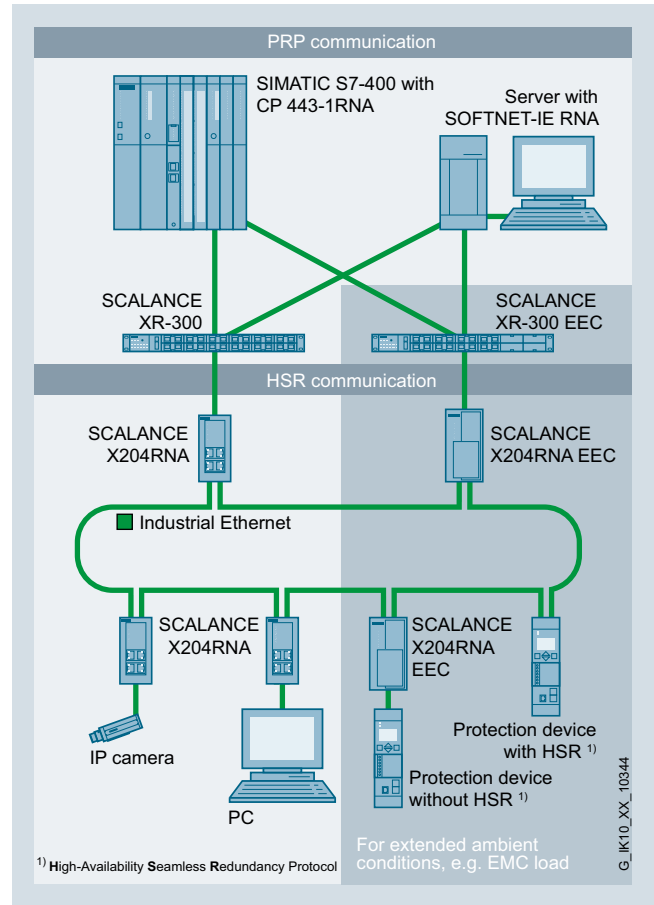 PRP communication
SIMATIC S7-400 with
CP 443-1RNA
Server with
SOFTNET-IE RNA
SCALANCE
XR-300
SCALANCE
XR-300 EEC
HSR communication
SCALANCE
X204RNA
SCALANCE
X204RNA EEC
Industrial Ethernet
SCALANCE
X204RNA
SCALANCE
X204RNA
EEC
IP camera
PC
Protection device
with HSR 1)
Protection device
without HSR 1)
For extended ambient
conditions, e.g. EMC load
1) High-Availability Seamless Redundancy Protocol
G_IK10_XX_10344